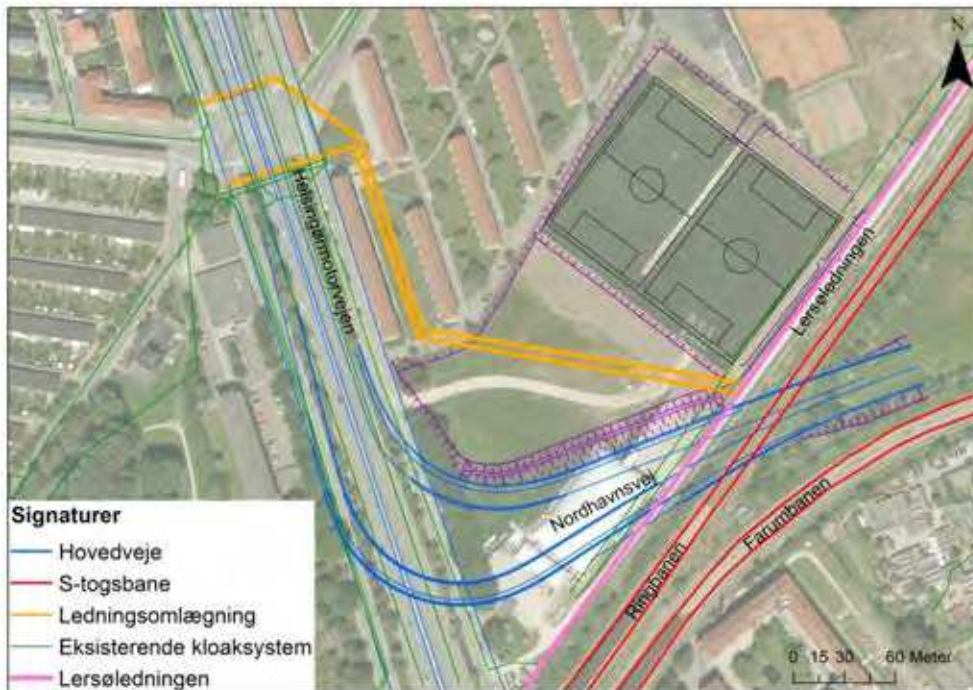 N
Helsingørmotorvejen
Lersøledningen
Nordhavnsvej
Ringbanen
Farumbanen
Signaturer
Hovedveje
S-togsbane
Ledningsomlægning
Eksisterende kloaksystem
Lersøledningen
0 15 30 60 Meter